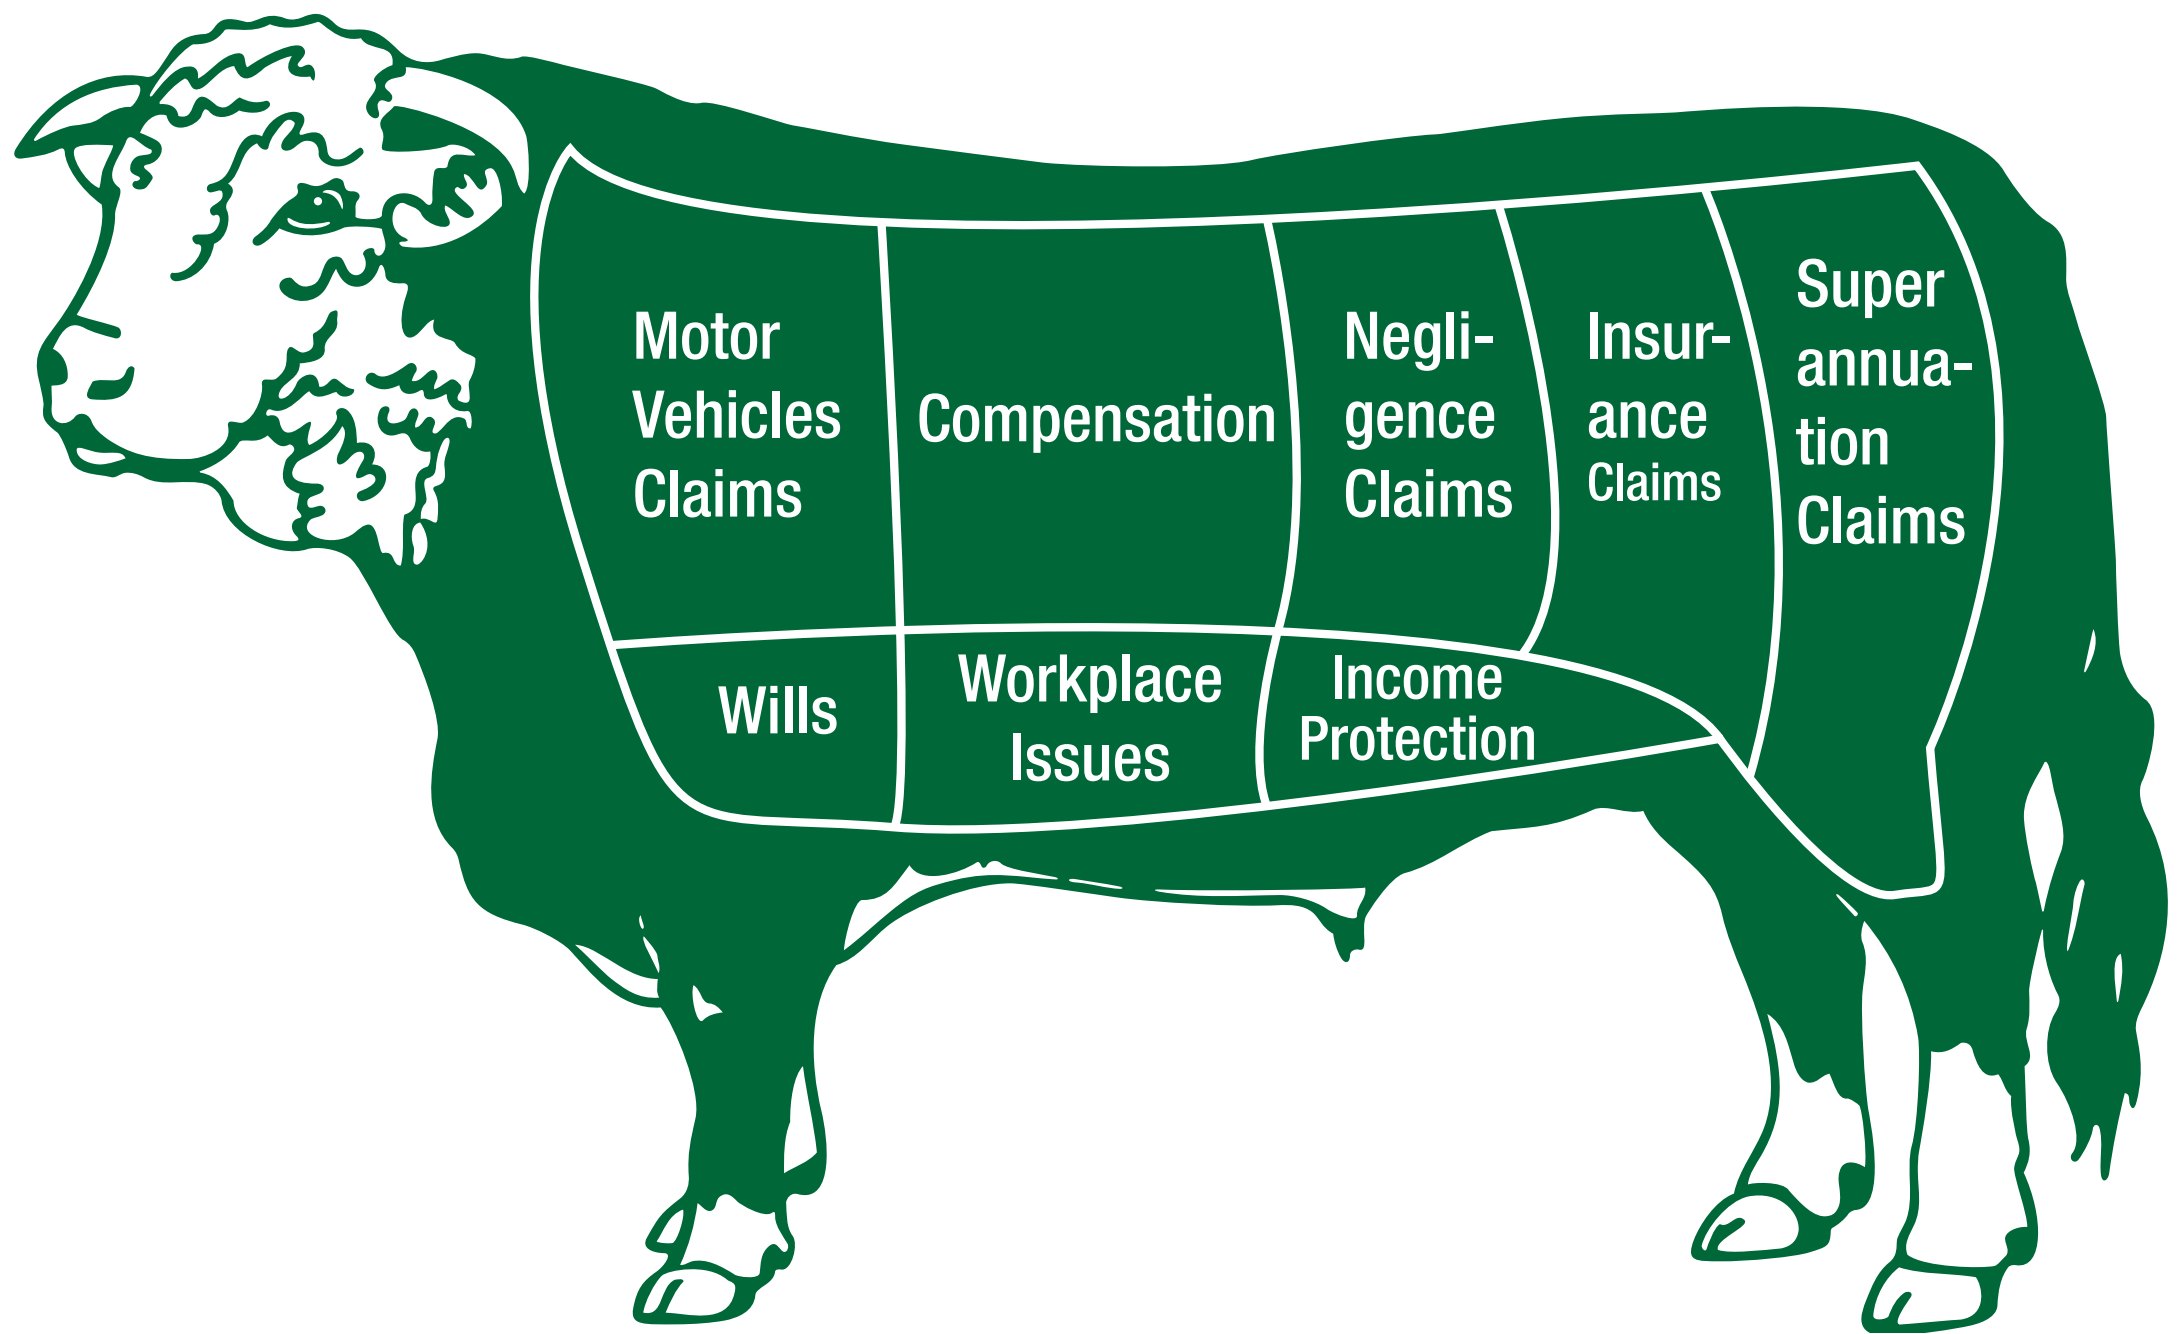 Motor
Vehicles
Claims
Compensation
Negli-
gence
Claims
Insur-
ance
Claims
Super
annua-
tion
Claims
Wills
Workplace
Issues
Income
Protection